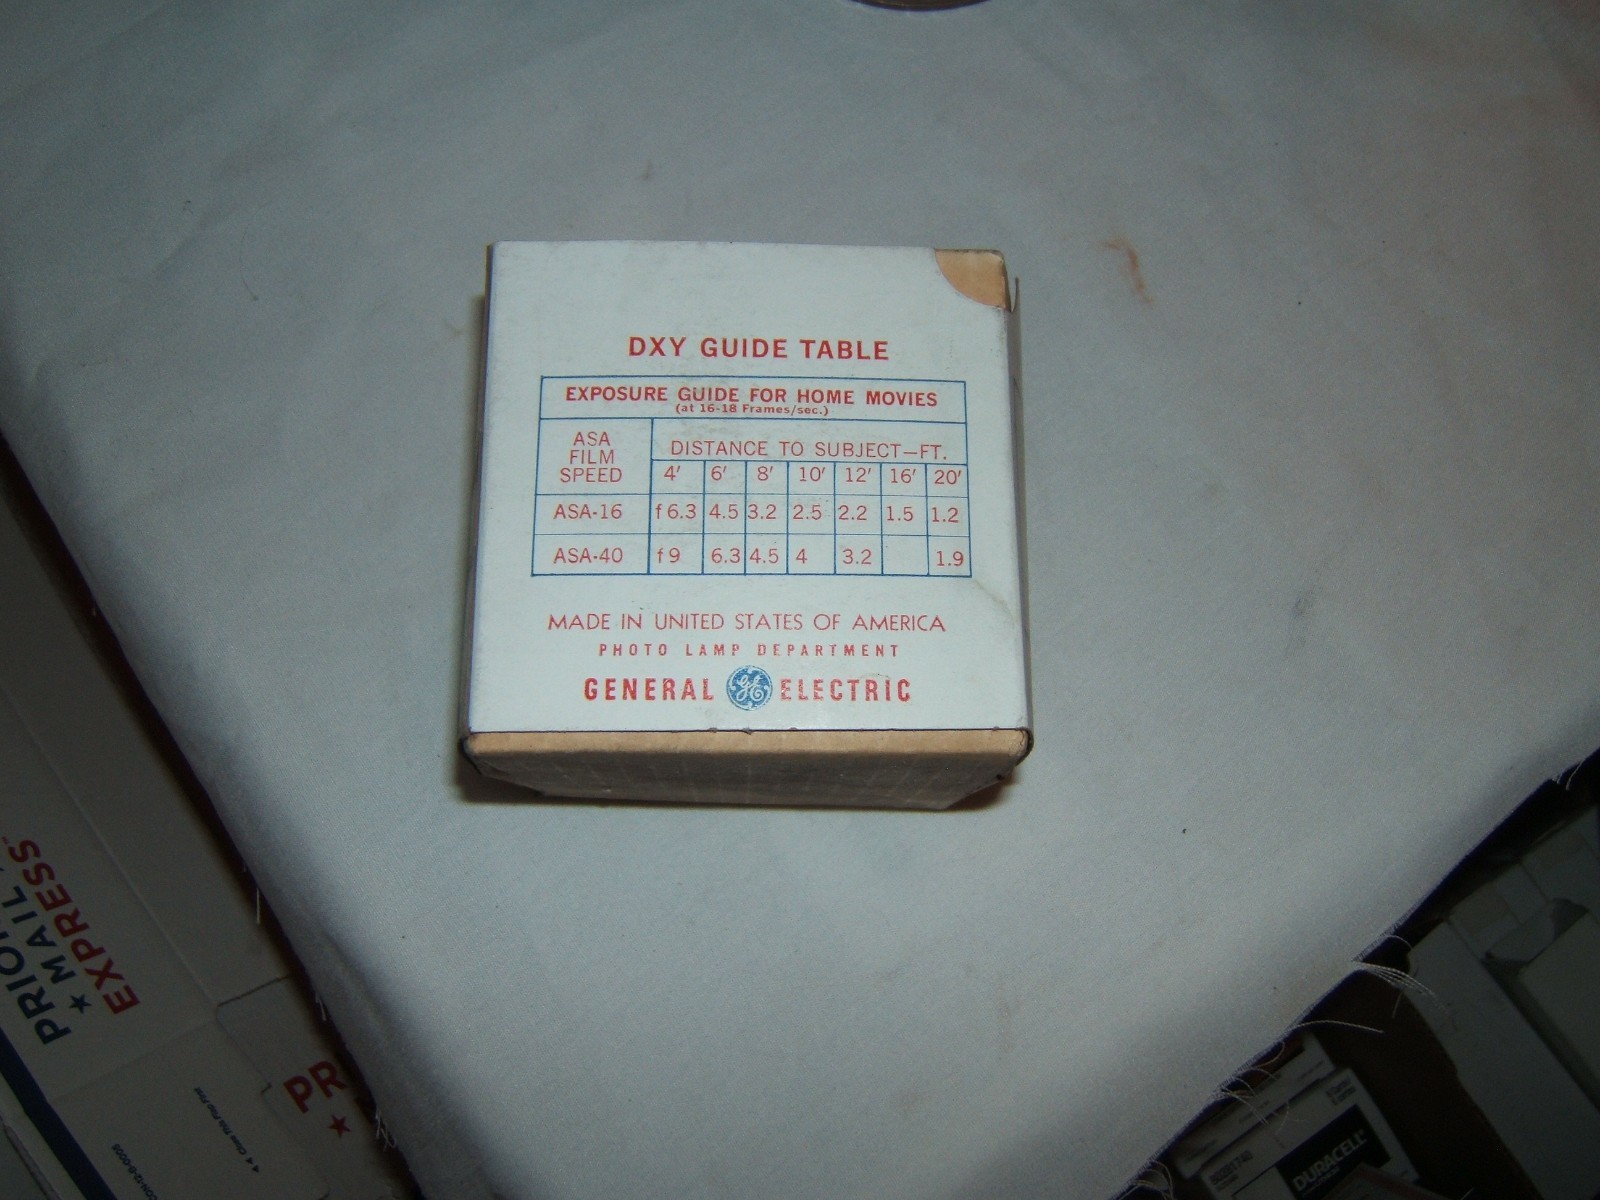 DXY GUIDE TABLE
EXPOSURE GUIDE FOR HOME MOVIES
(at 16-18 Frames/sec.)
ASA FILM SPEED
DISTANCE TO SUBJECT—FT.
4' 6' 8' 10' 12' 16' 20'
ASA-16 f 6.3 4.5 3.2 2.5 2.2 1.5 1.2
ASA-40 f 9 6.3 4.5 4 3.2 1.9
MADE IN UNITED STATES OF AMERICA
PHOTO LAMP DEPARTMENT
GENERAL GE ELECTRIC
MAIL
EXPRESS
PR
DURACELL